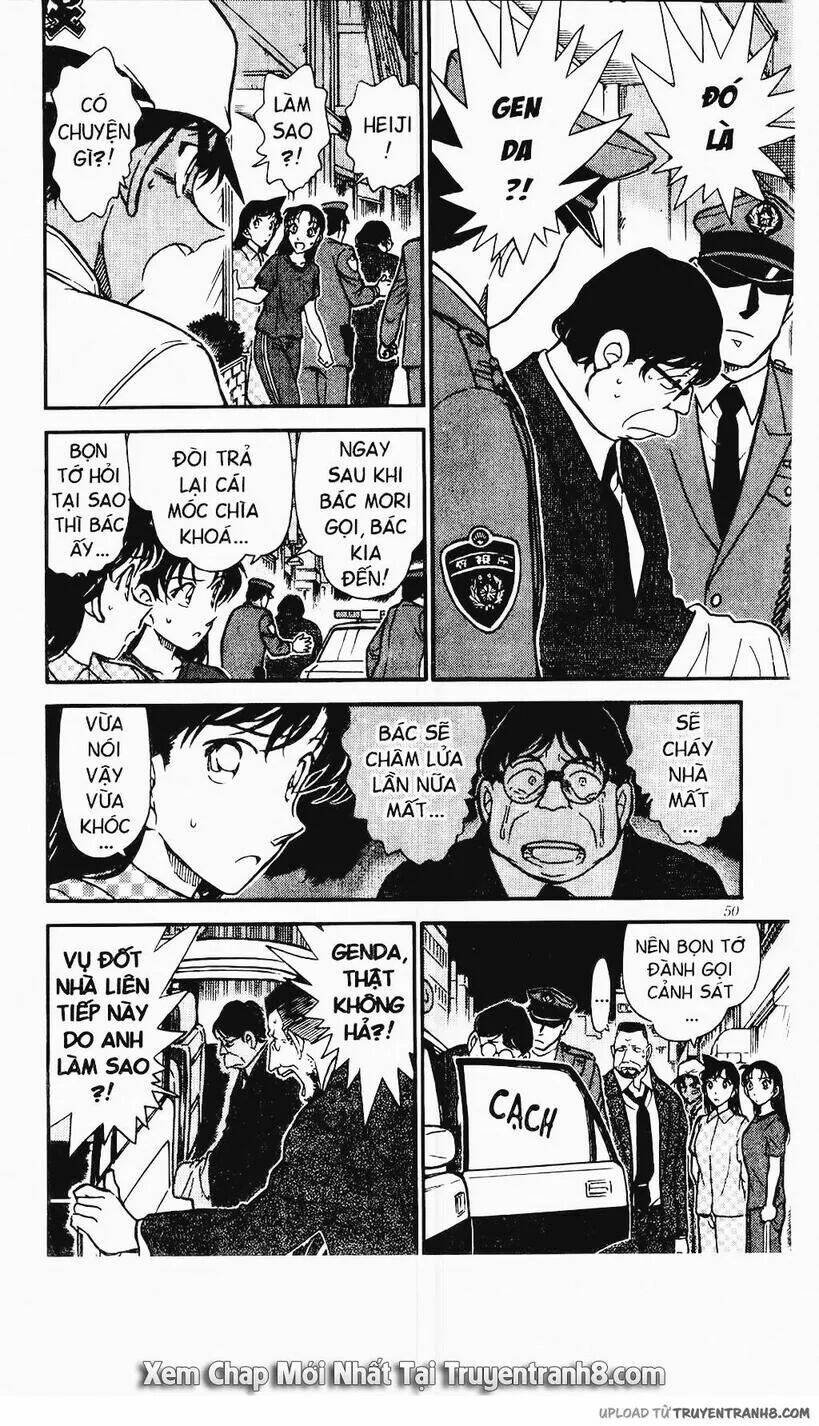 ĐÓ
LÀ
GEN
DA
?!
HEIJI!
LÀM
SAO
?!
CÓ
CHUYỆN
GÌ?!
NGAY
SAU KHI
BÁC MORI
GỌI, BÁC
KIA
ĐẾN!
ĐÒI TRẢ
LẠI CÁI
MÓC CHÌA
KHOÁ...
BỌN
TỚ HỎI
TẠI SAO
THÌ BÁC
ẤY...
SẼ
CHÁY
NHÀ
MẤT
...
BÁC SẼ
CHÂM LỬA
LẦN NỮA
MẤT...
VỪA
NÓI
VẬY
VỪA
KHÓC
...
50
NÊN BỌN TỚ
ĐÀNH GỌI
CẢNH SÁT
...
...
CẠCH
GENDA,
THẬT
KHÔNG
HẢ?!
VỤ ĐỐT
NHÀ LIÊN
TIẾP NÀY
DO ANH
LÀM SAO
?!
Xem Chap Mới Nhất Tại Truyentranh8.com
UPLOAD TỪ TRUYENTRANH8.COM